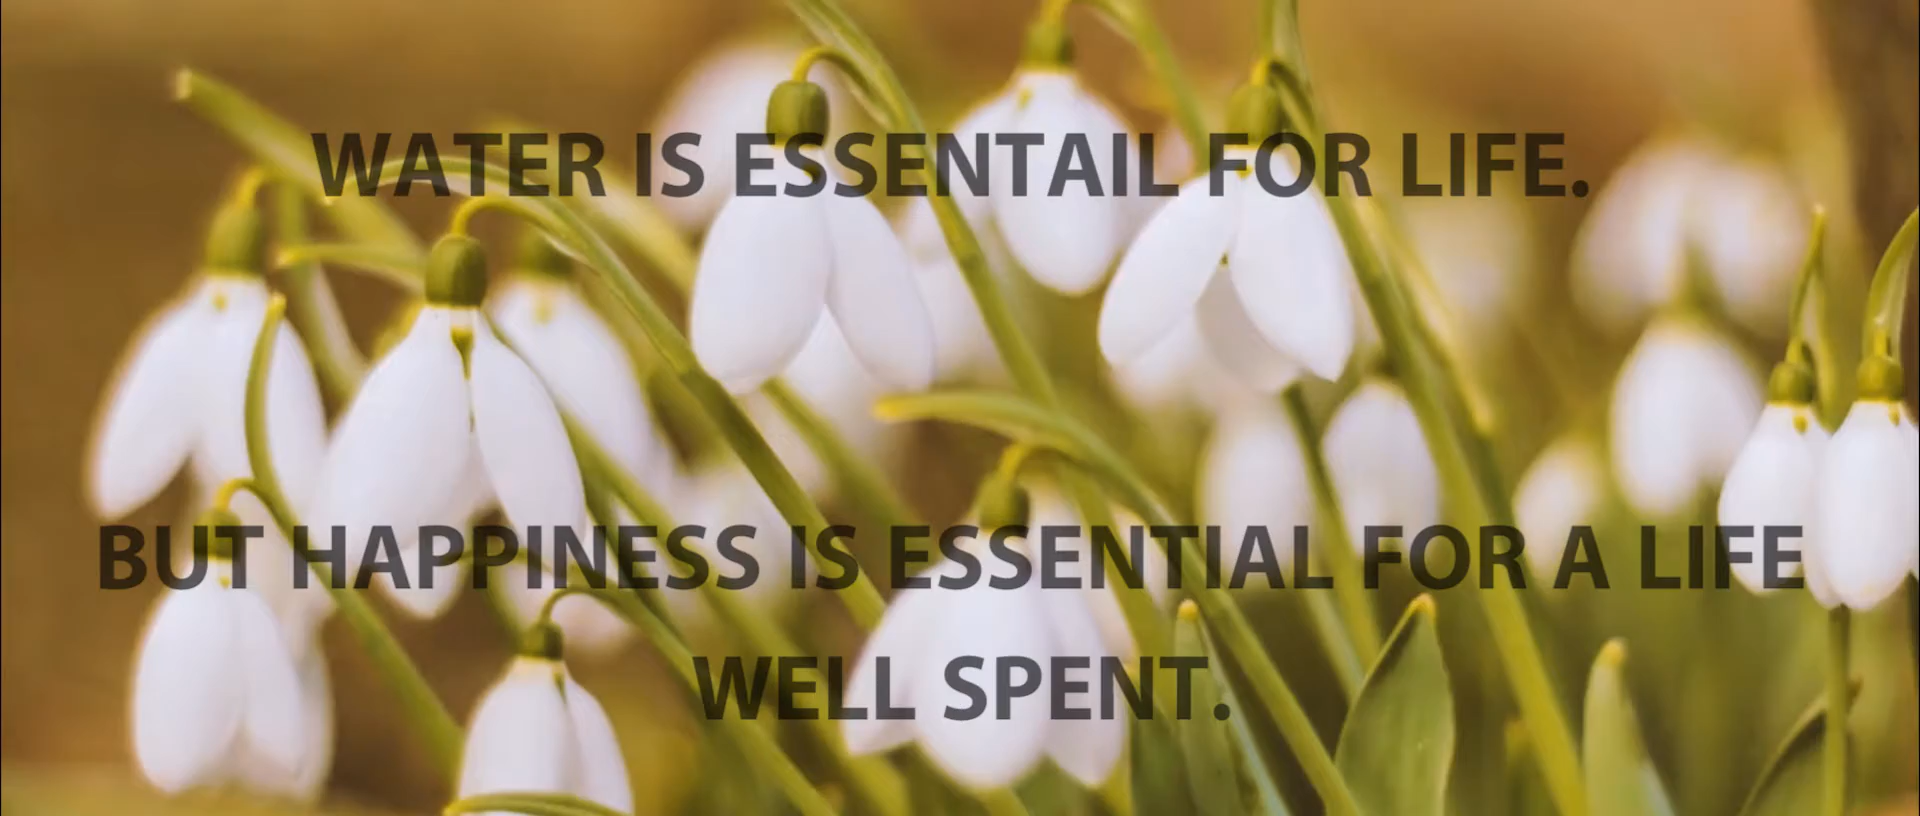 WATER IS ESSENTAIL FOR LIFE.
BUT HAPPINESS IS ESSENTIAL FOR A LIFE
WELL SPENT.